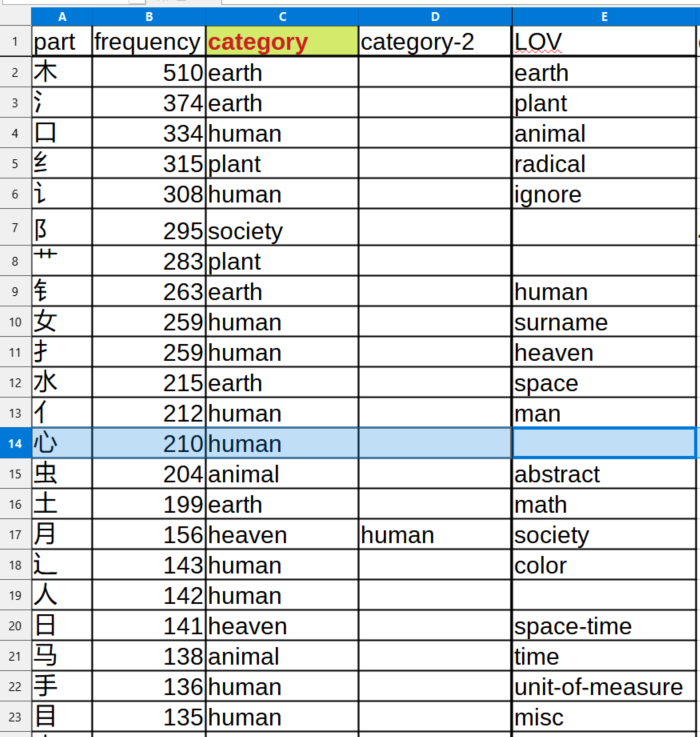 A B C D E
1 part frequency category category-2 LOV
2 木 510 earth earth
3 氵 374 earth plant
4 口 334 human animal
5 纟 315 plant radical
6 讠 308 human ignore
7 阝 295 society
8 艹 283 plant
9 钅 263 earth human
10 女 259 human surname
11 扌 259 human heaven
12 水 215 earth space
13 亻 212 human man
14 心 210 human
15 虫 204 animal abstract
16 土 199 earth math
17 月 156 heaven human society
18 辶 143 human color
19 人 142 human
20 日 141 heaven space-time
21 马 138 animal time
22 手 136 human unit-of-measure
23 目 135 human misc